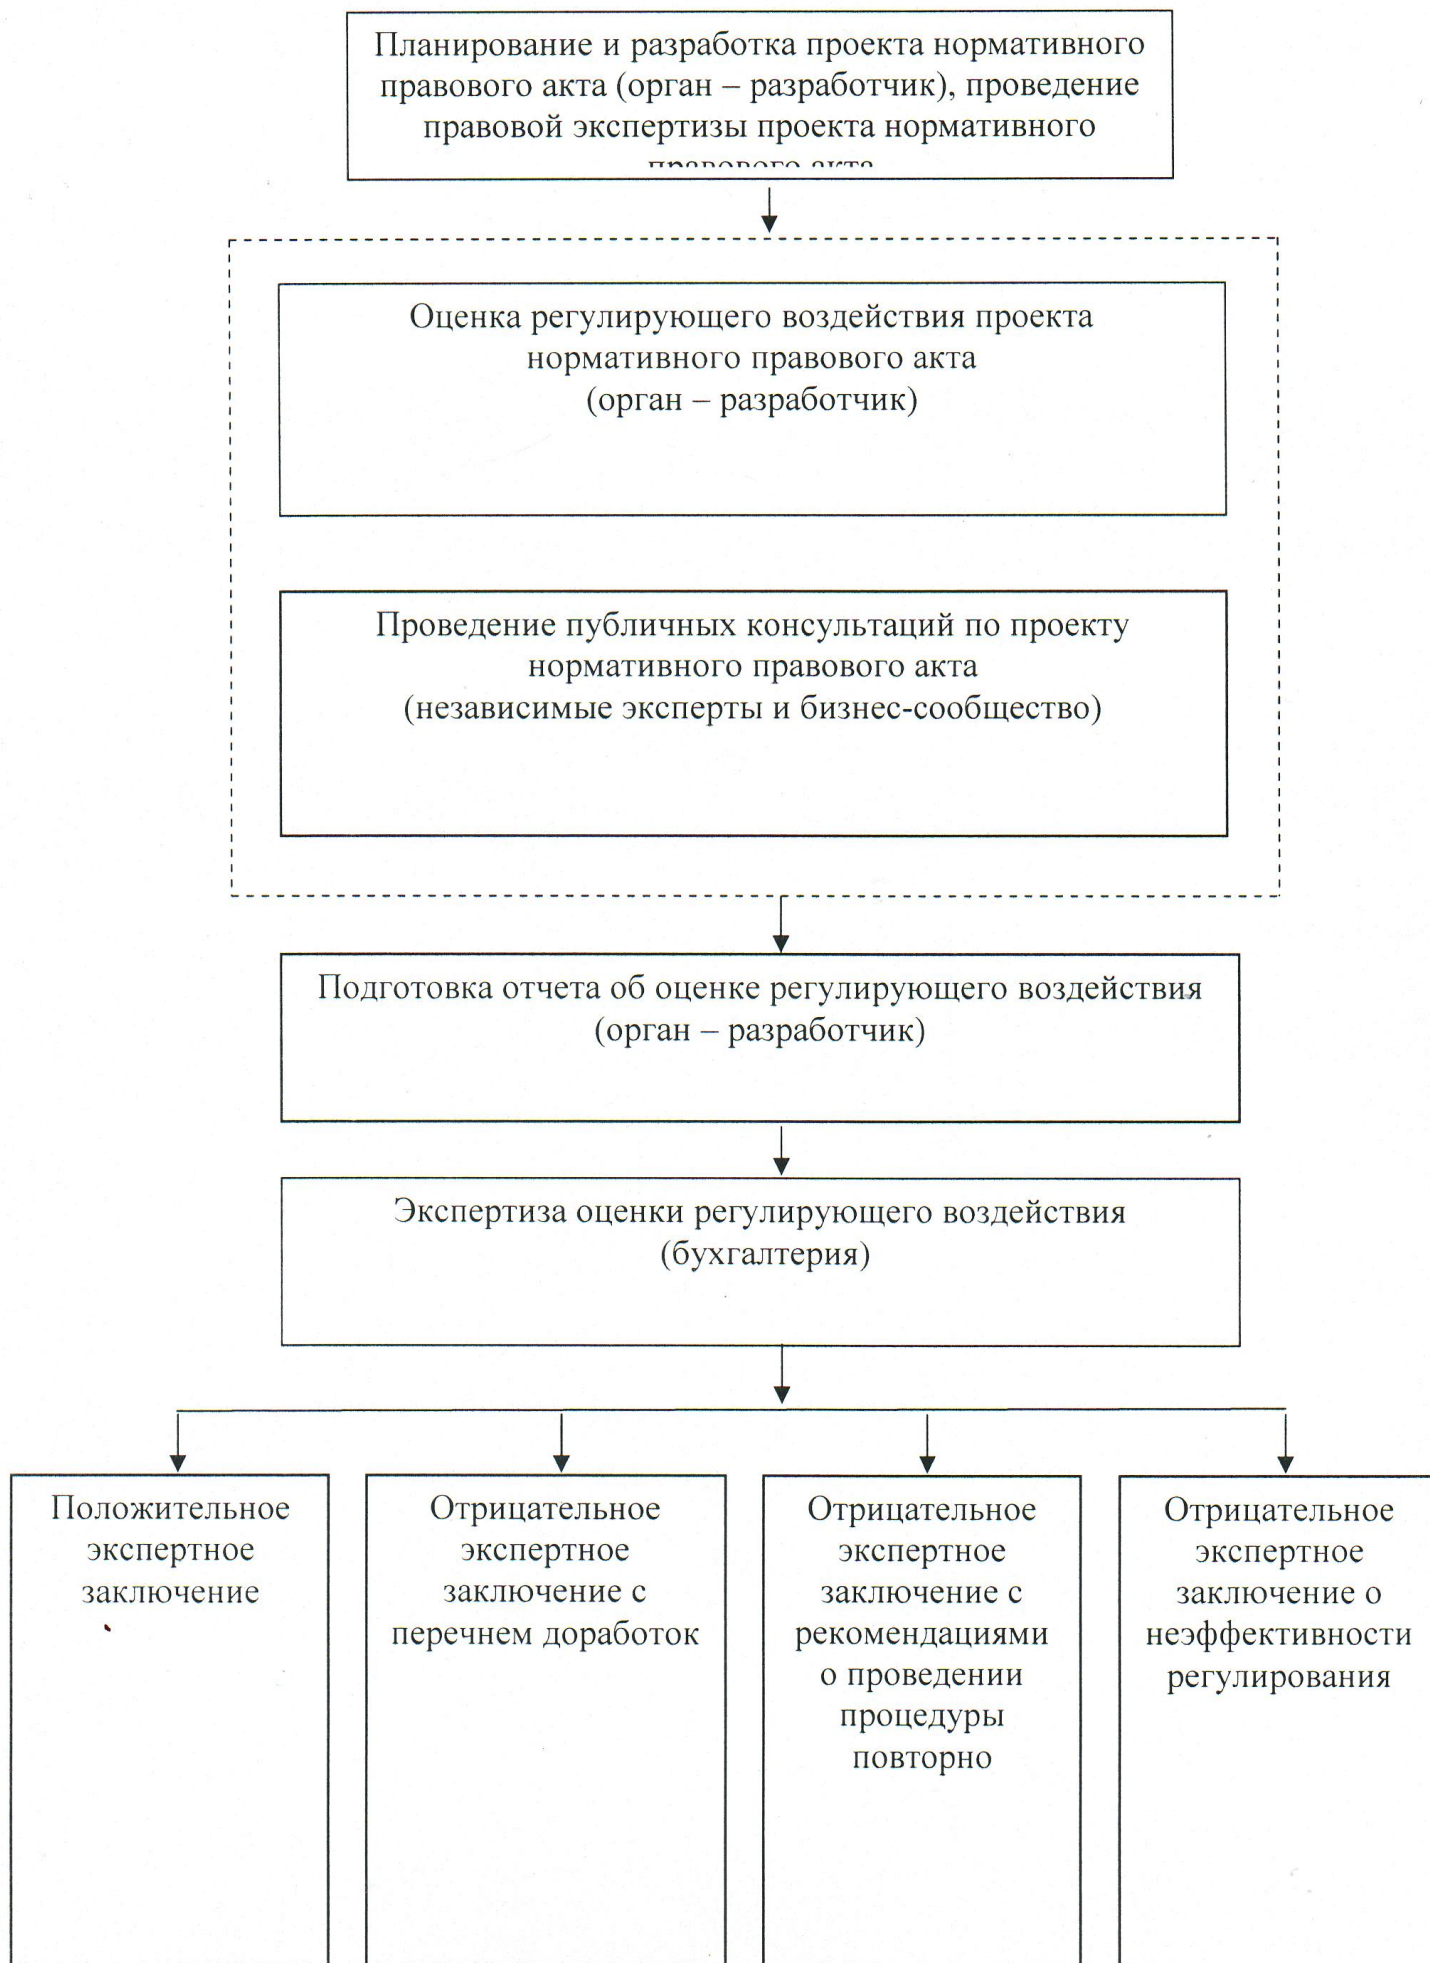 Планирование и разработка проекта нормативного
правового акта (орган – разработчик), проведение
правовой экспертизы проекта нормативного
правового акта
Оценка регулирующего воздействия проекта
нормативного правового акта
(орган – разработчик)
Проведение публичных консультаций по проекту
нормативного правового акта
(независимые эксперты и бизнес-сообщество)
Подготовка отчета об оценке регулирующего воздействия
(орган – разработчик)
Экспертиза оценки регулирующего воздействия
(бухгалтерия)
Положительное
экспертное
заключение
Отрицательное
экспертное
заключение с
перечнем доработок
Отрицательное
экспертное
заключение с
рекомендациями
о проведении
процедуры
повторно
Отрицательное
экспертное
заключение о
неэффективности
регулирования